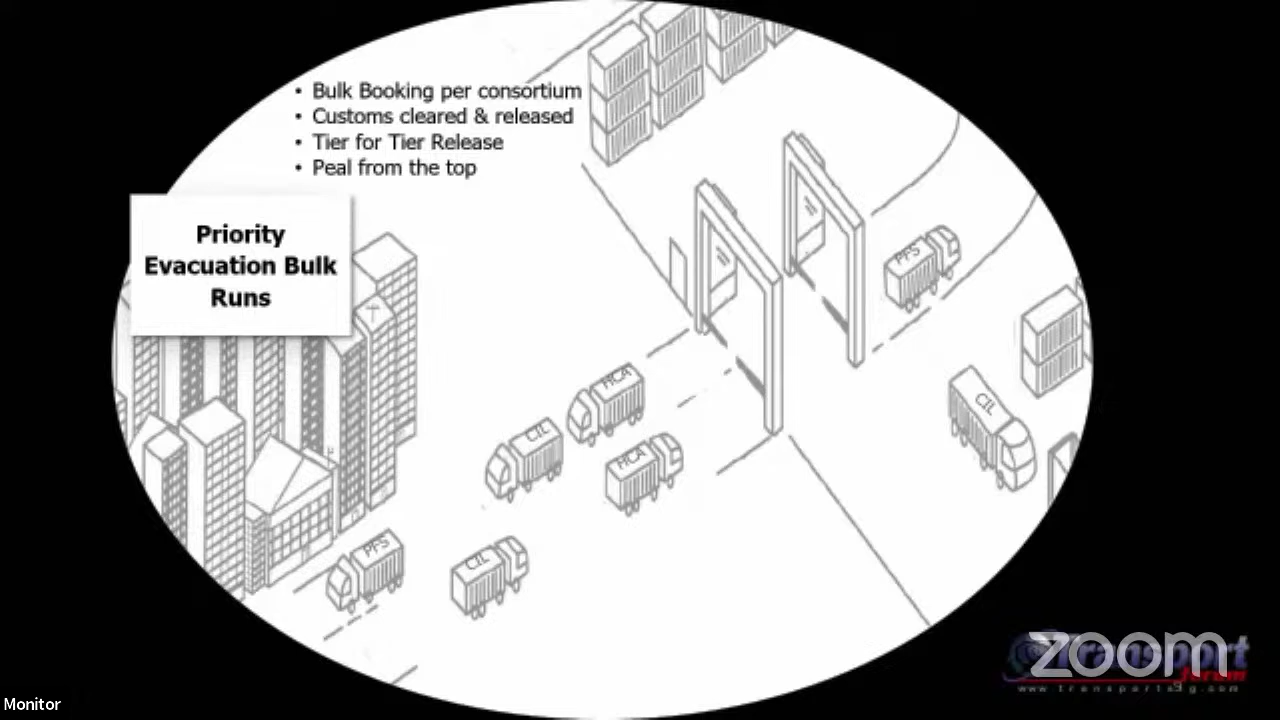 • Bulk Booking per consortium
• Customs cleared & released
• Tier for Tier Release
• Peal from the top
Priority
Evacuation Bulk
Runs
PFS
HCA
CIL
CIL
HCA
PFS
CIL
zoom
Transport
forum
Monitor